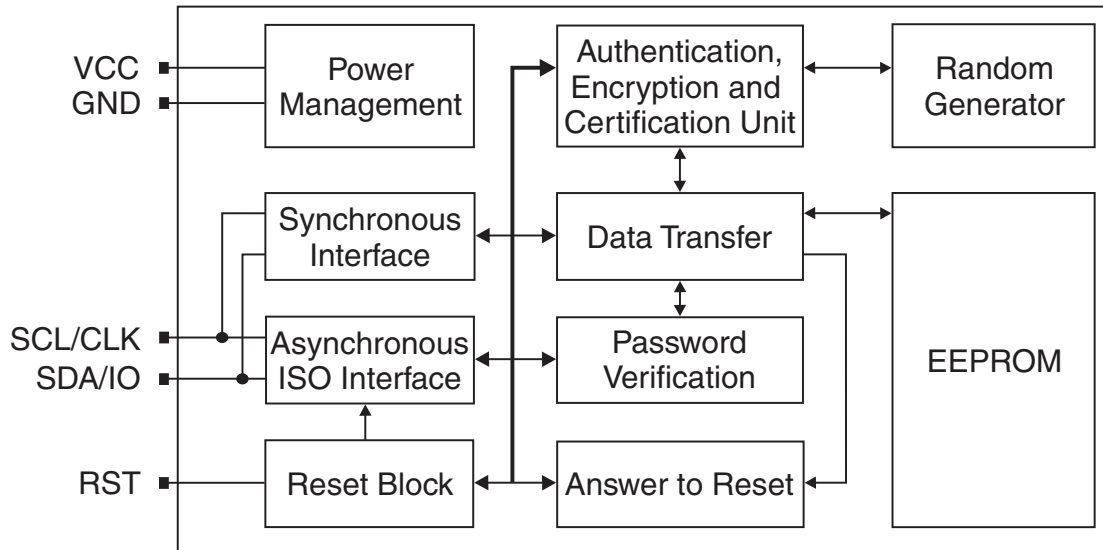 VCC
GND
Power
Management
Authentication,
Encryption and
Certification Unit
Random
Generator
Synchronous
Interface
Data Transfer
SCL/CLK
SDA/IO
Asynchronous
ISO Interface
Password
Verification
EEPROM
RST
Reset Block
Answer to Reset